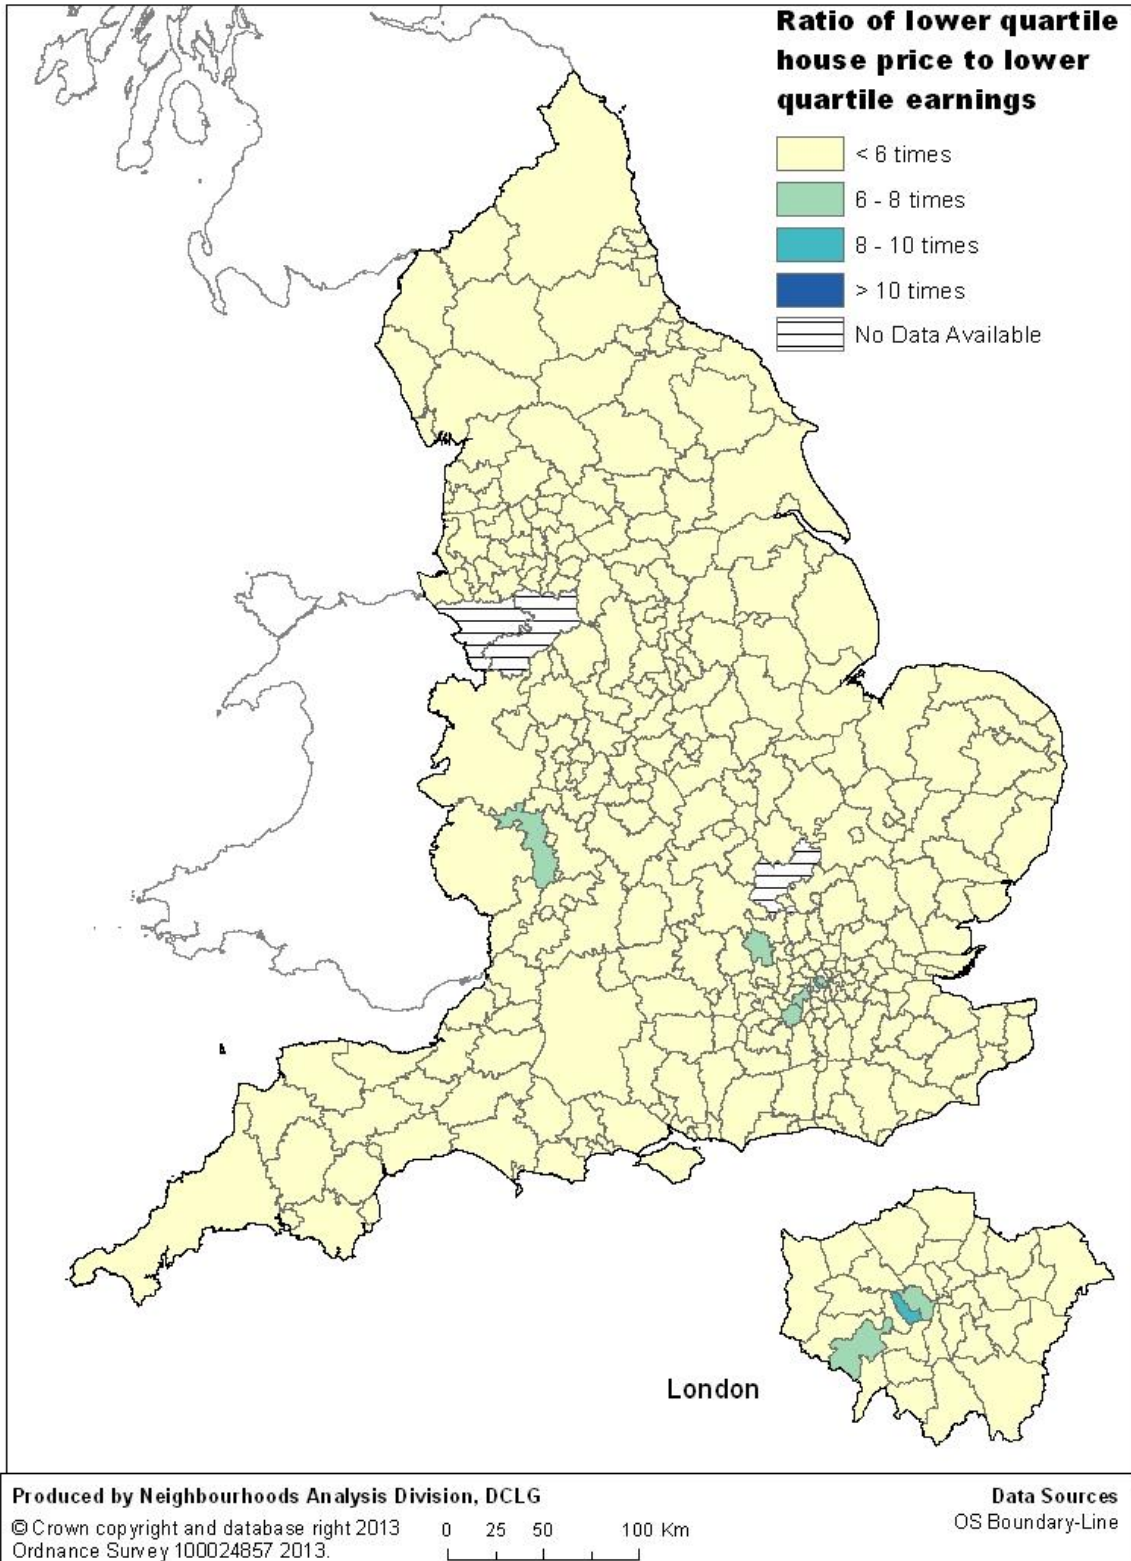 Ratio of lower quartile
house price to lower
quartile earnings
< 6 times
6 - 8 times
8 - 10 times
> 10 times
No Data Available
London
Produced by Neighbourhoods Analysis Division, DCLG
© Crown copyright and database right 2013
Ordnance Survey 100024857 2013.
0 25 50 100 Km
Data Sources
OS Boundary-Line